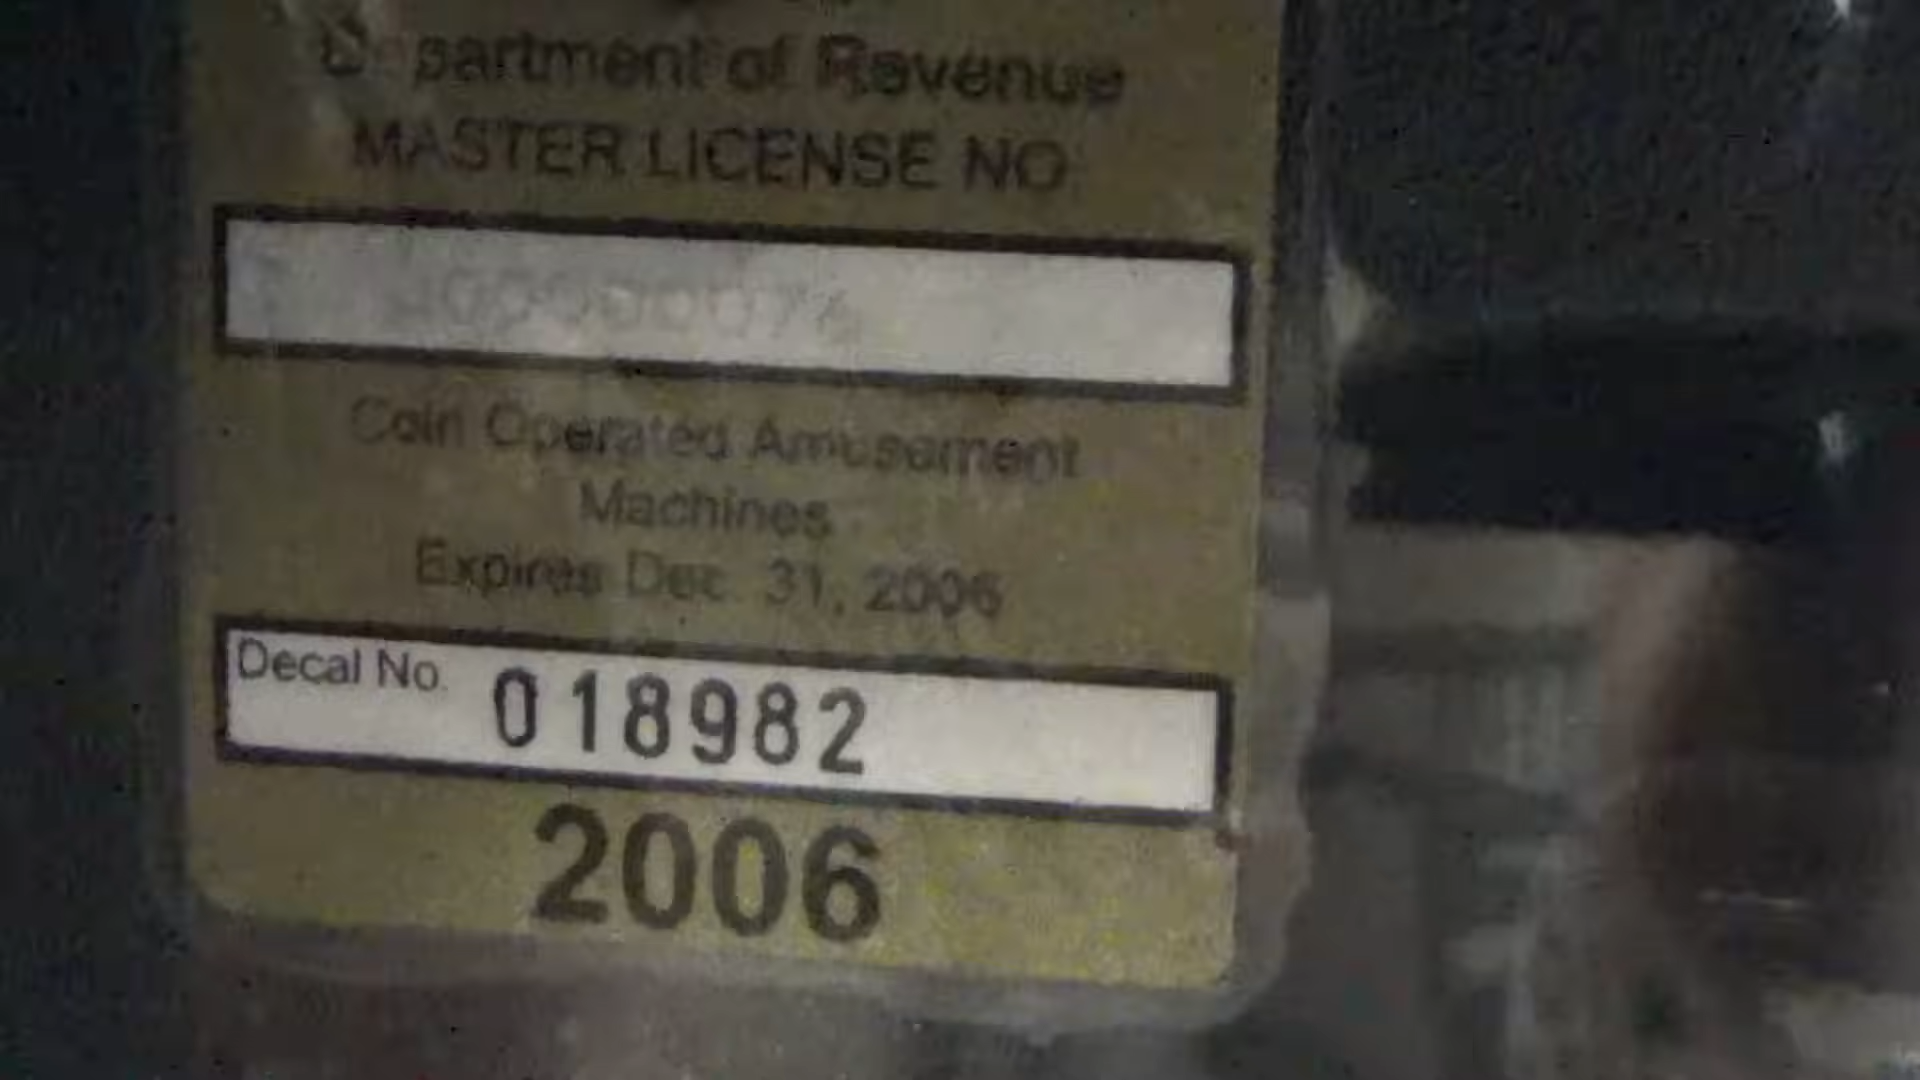 Department of Revenue
MASTER LICENSE NO.
Coin Operated Amusement
Machines
Expires Dec. 31, 2006
Decal No. 018982
2006